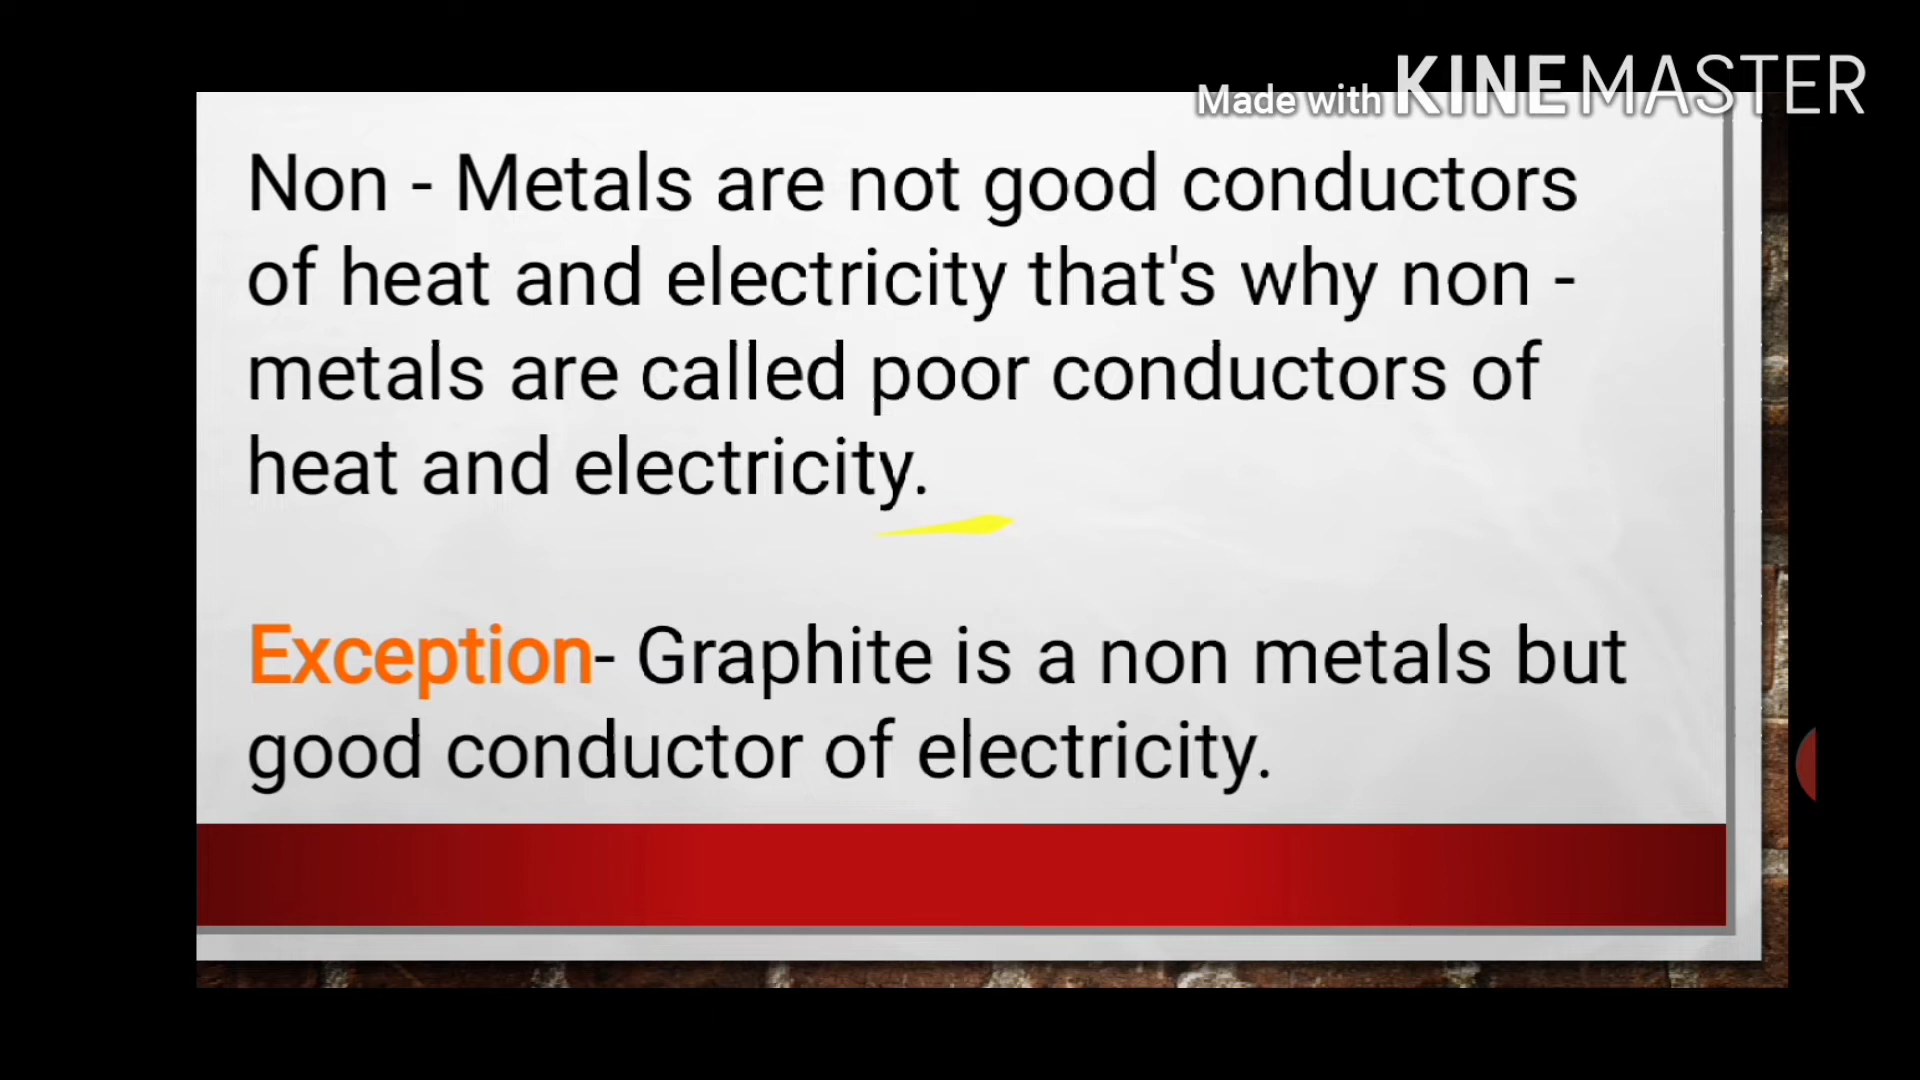 Made with KINEMASTER
Non - Metals are not good conductors
of heat and electricity that's why non -
metals are called poor conductors of
heat and electricity.
Exception- Graphite is a non metals but
good conductor of electricity.